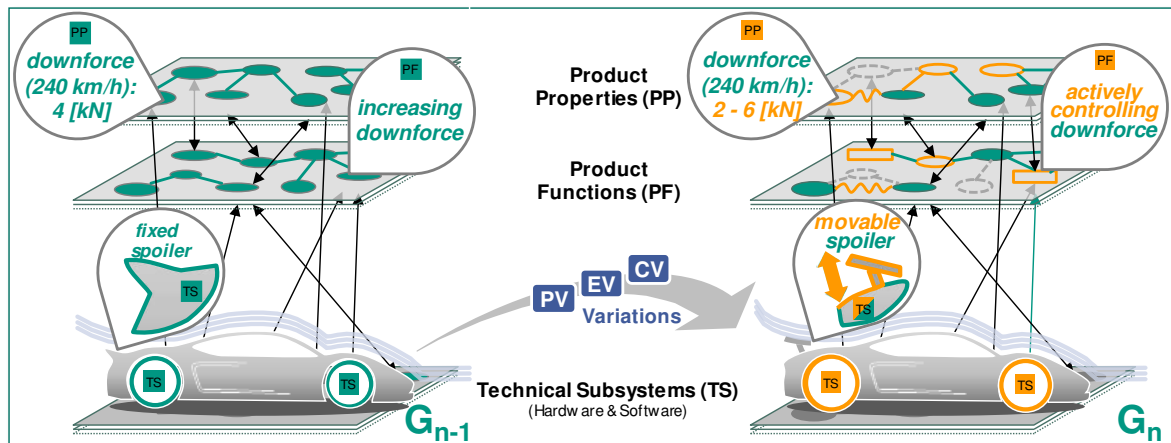 PP
downforce
(240 km/h):
4 [kN]
PF
increasing
downforce
fixed
spoiler
TS
TS
TS
G n-1
Product
Properties (PP)
Product
Functions (PF)
PV
EV
CV
Variations
Technical Subsystems (TS)
(Hardware & Software)
PP
downforce
(240 km/h):
2 - 6 [kN]
PF
actively
controlling
downforce
movable
spoiler
TS
TS
TS
G n